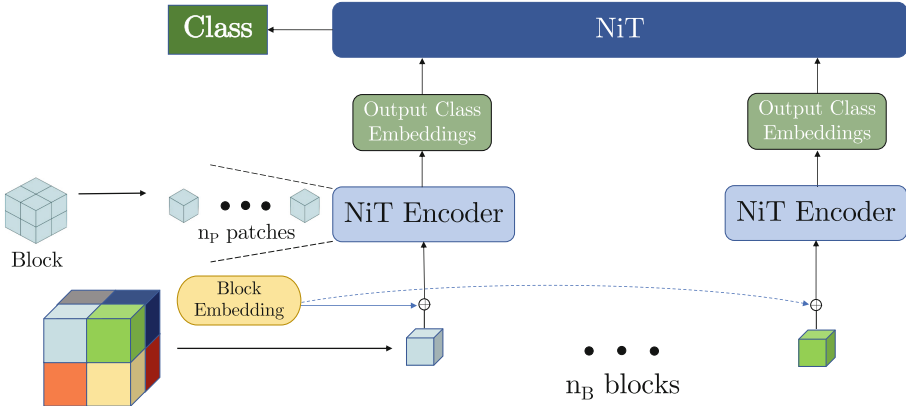 Class
NiT
Output Class
Embeddings
Output Class
Embeddings
NiT Encoder
NiT Encoder
n_P patches
Block
Block
Embedding
n_B blocks